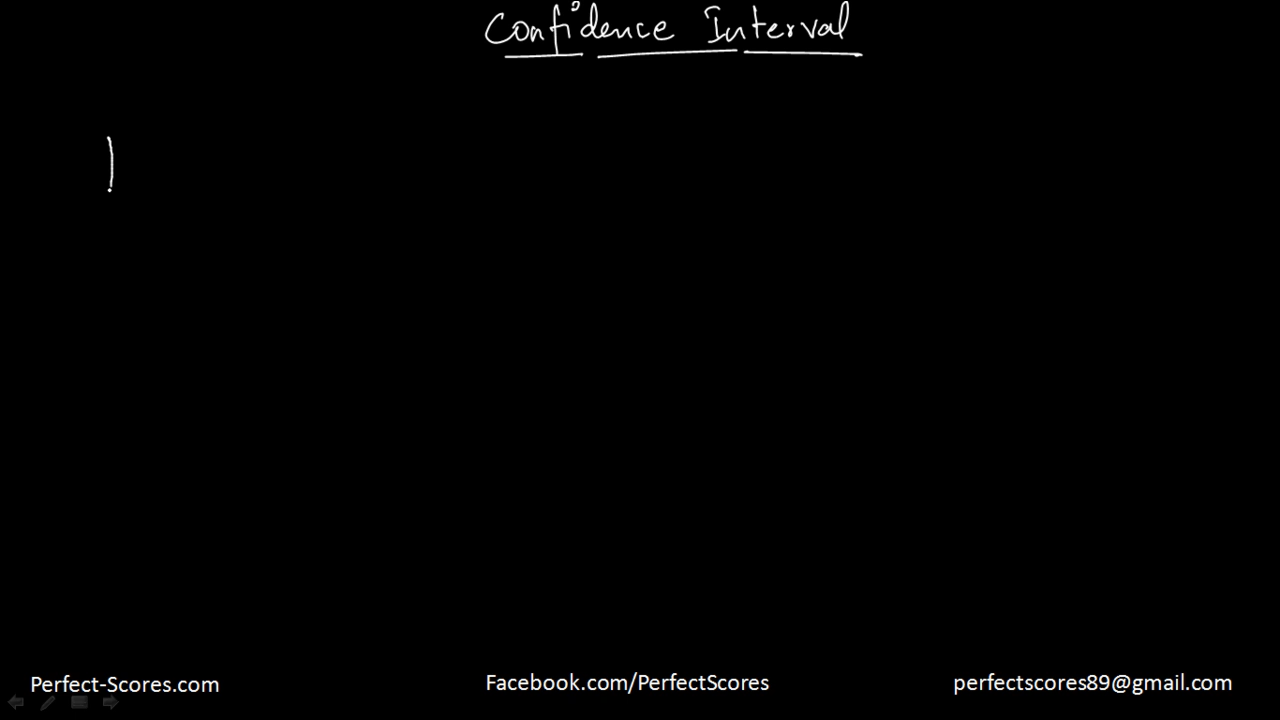 Confidence Interval
Perfect-Scores.com
Facebook.com/PerfectScores
perfectscores89@gmail.com